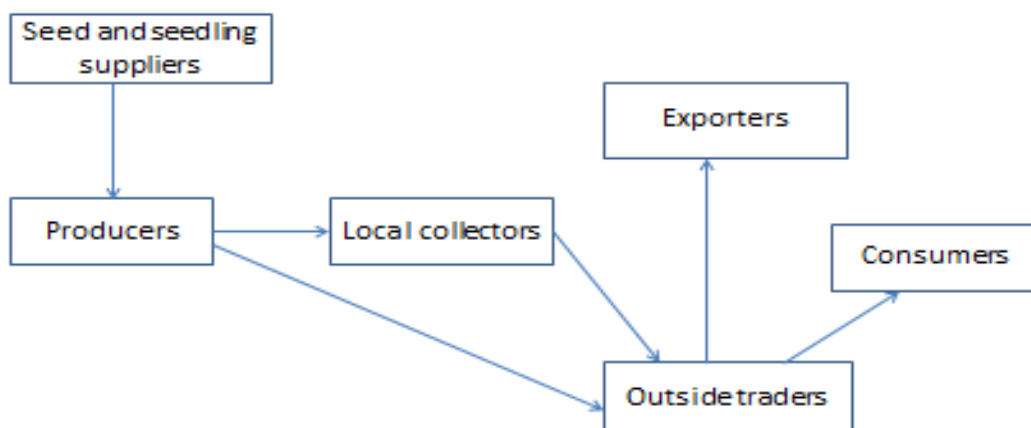 Seed and seedling
suppliers
Exporters
Producers
Local collectors
Consumers
Outside traders